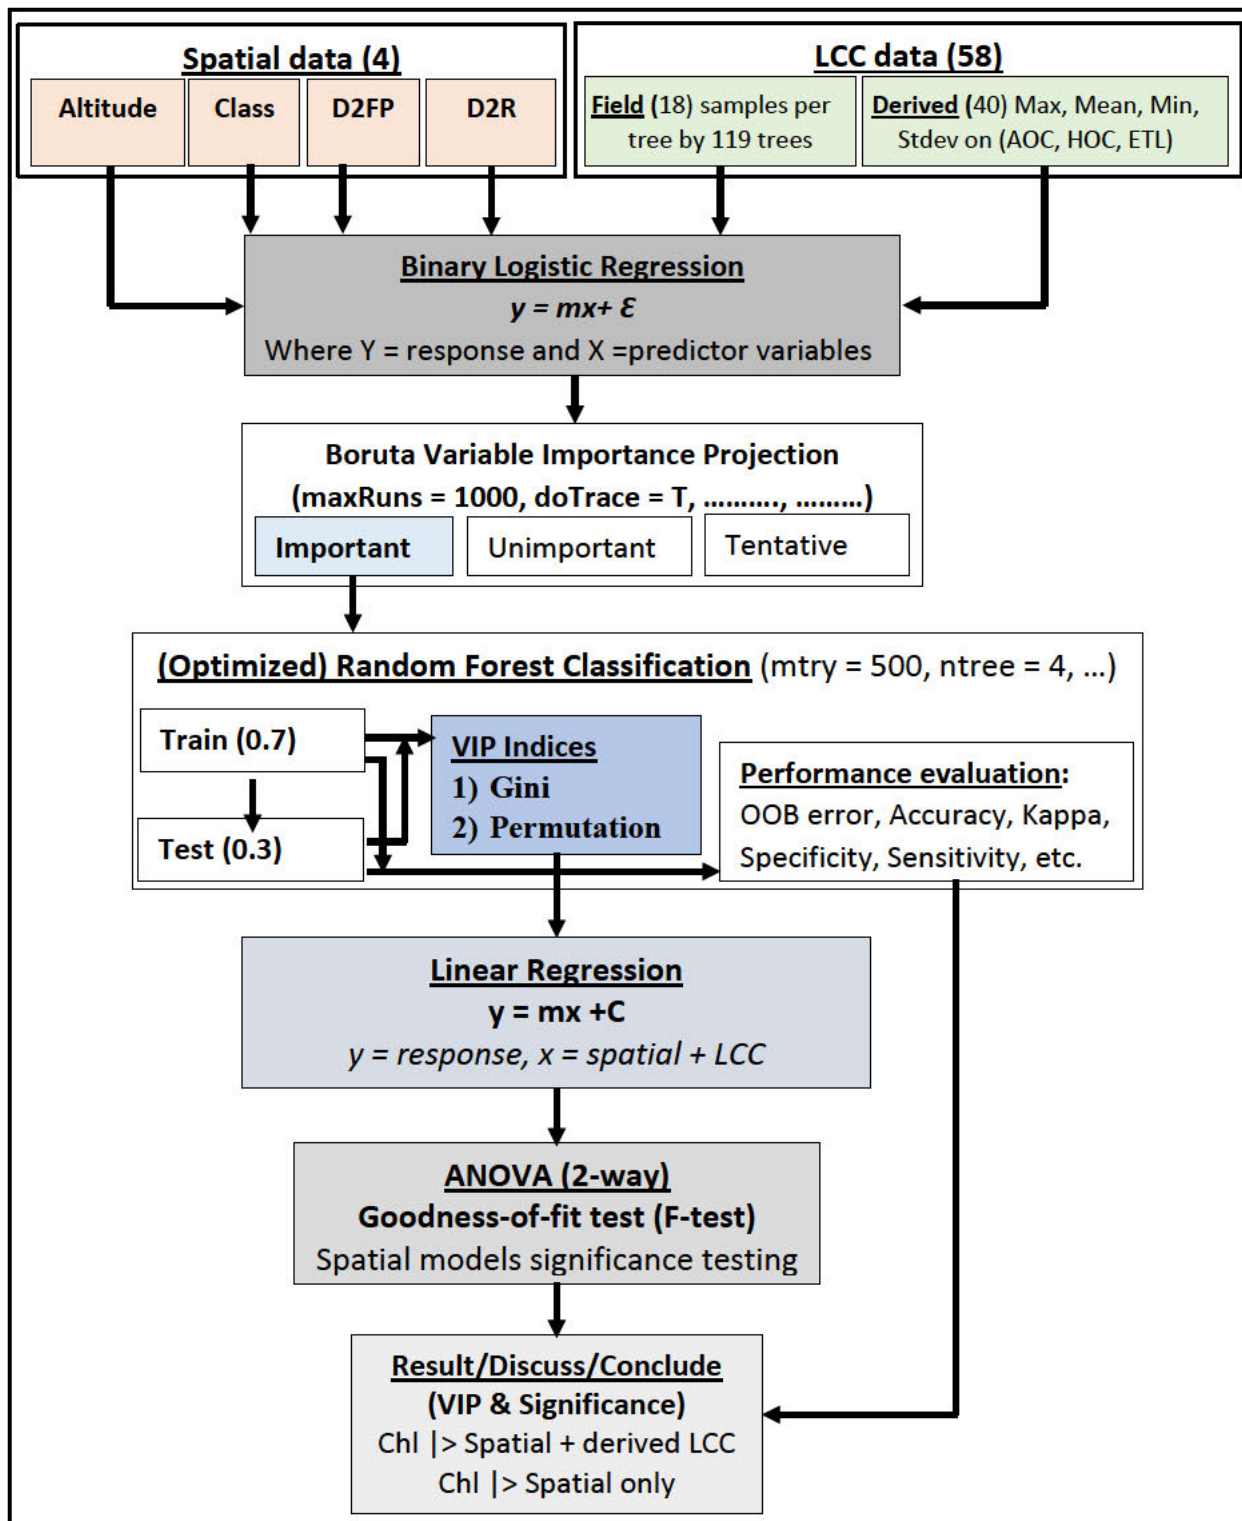 Spatial data (4)
Altitude
Class
D2FP
D2R
LCC data (58)
Field (18) samples per
tree by 119 trees
Derived (40) Max, Mean, Min,
Stdev on (AOC, HOC, ETL)
Binary Logistic Regression
y = mx+ Ɛ
Where Y = response and X =predictor variables
Boruta Variable Importance Projection
(maxRuns = 1000, doTrace = T, ………., ………)
Important
Unimportant
Tentative
(Optimized) Random Forest Classification (mtry = 500, ntree = 4, …)
Train (0.7)
Test (0.3)
VIP Indices
1) Gini
2) Permutation
Performance evaluation:
OOB error, Accuracy, Kappa,
Specificity, Sensitivity, etc.
Linear Regression
y = mx +C
y = response, x = spatial + LCC
ANOVA (2-way)
Goodness-of-fit test (F-test)
Spatial models significance testing
Result/Discuss/Conclude
(VIP & Significance)
Chl |> Spatial + derived LCC
Chl |> Spatial only